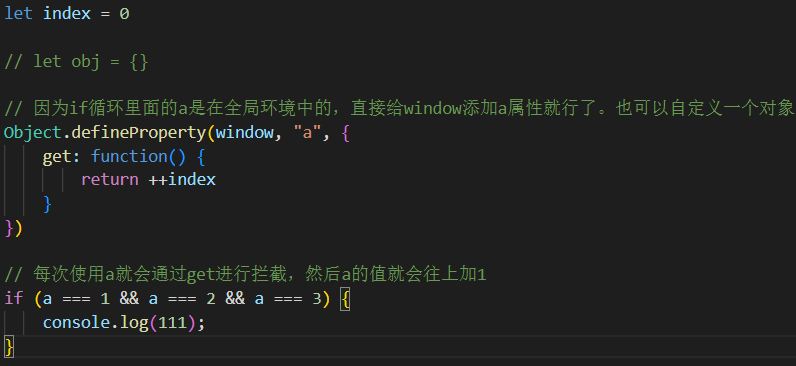 let index = 0
// let obj = {}
// 因为if循环里面的a是在全局环境中的，直接给window添加a属性就行了。也可以自定义一个对象
Object.defineProperty(window, "a", {
get: function() {
return ++index
}
})
// 每次使用a就会通过get进行拦截，然后a的值就会往上加1
if (a === 1 && a === 2 && a === 3) {
console.log(111);
}